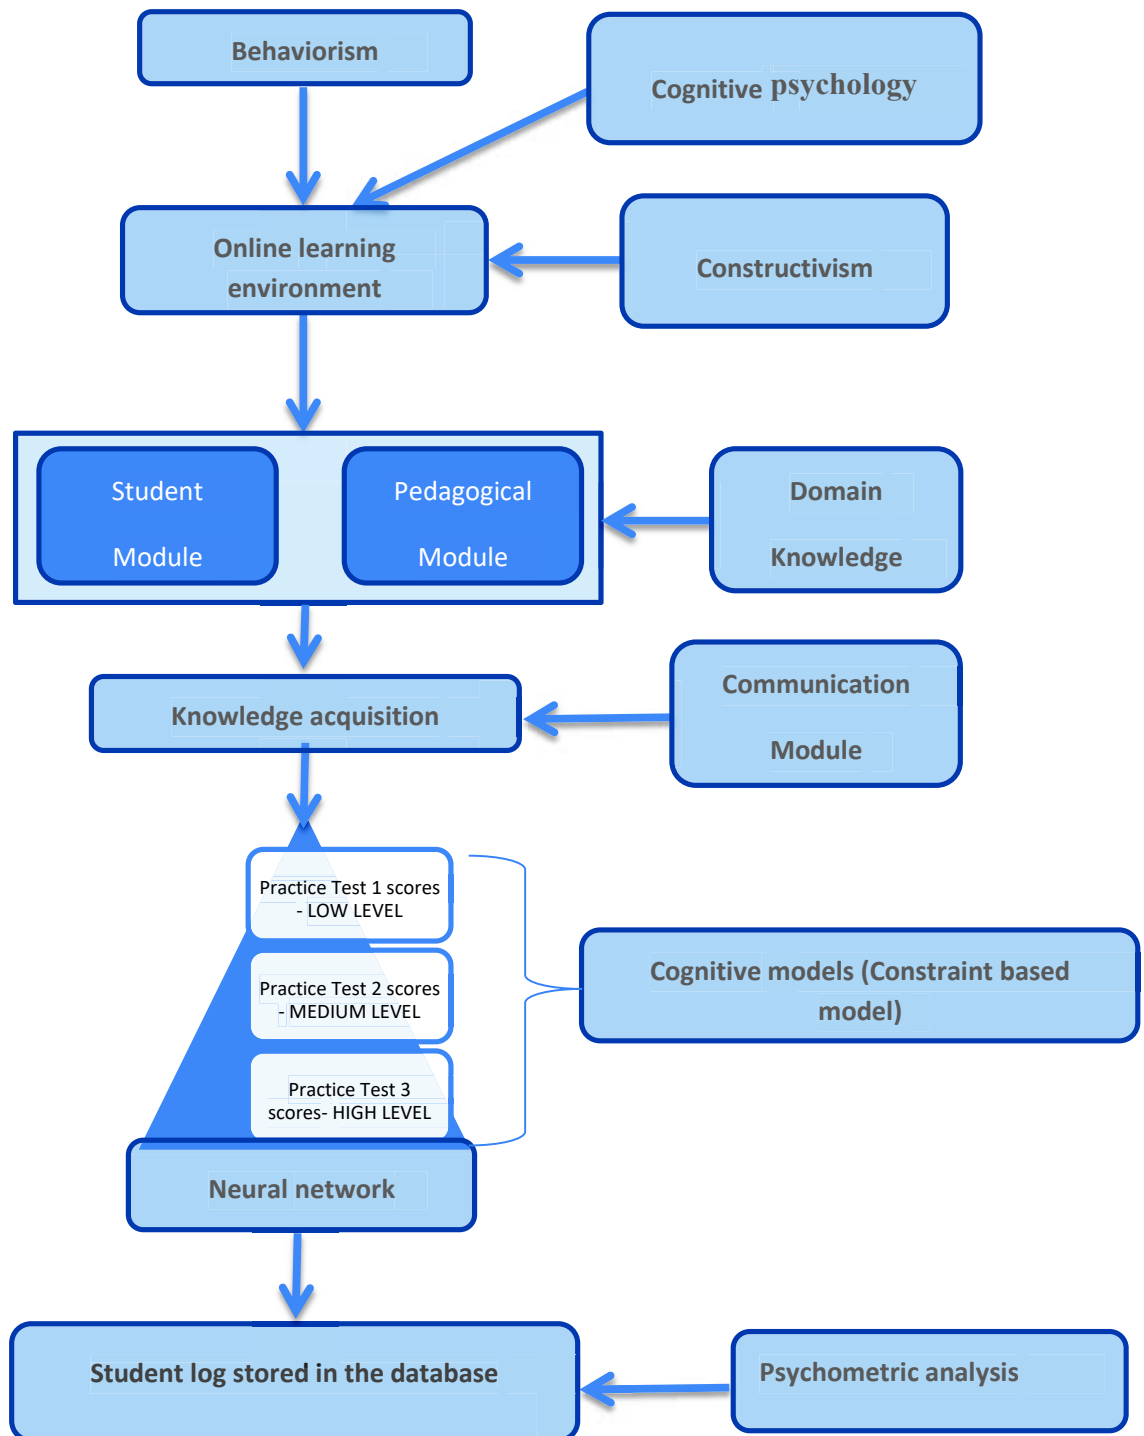 Behaviorism
Cognitive psychology
Online learning
environment
Constructivism
Student
Module
Pedagogical
Module
Domain
Knowledge
Knowledge acquisition
Communication
Module
Practice Test 1 scores
- LOW LEVEL
Practice Test 2 scores
- MEDIUM LEVEL
Practice Test 3
scores- HIGH LEVEL
Cognitive models (Constraint based
model)
Neural network
Student log stored in the database
Psychometric analysis